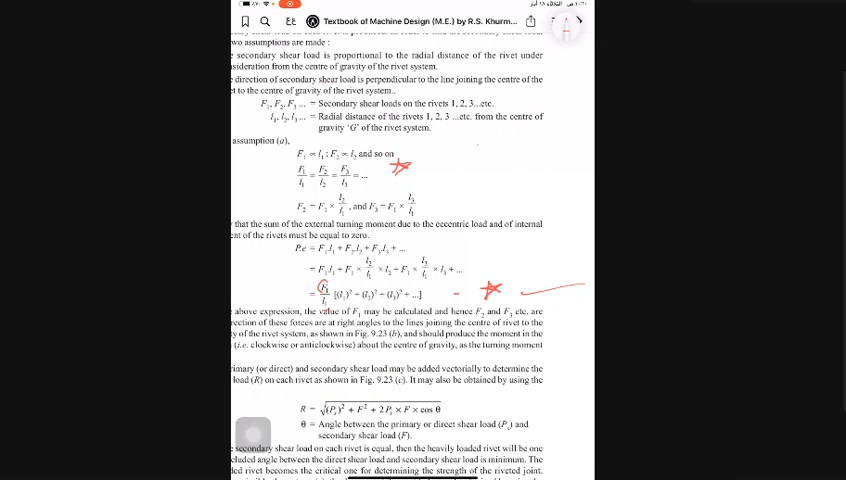 ١٠:٣٠ ص الثلاثاء ١٨ أيار
٧٠٪
ع ع
Textbook of Machine Design (M.E.) by R.S. Khurm...
wo assumptions are made :
e secondary shear load is proportional to the radial distance of the rivet under
sideration from the centre of gravity of the rivet system.
e direction of secondary shear load is perpendicular to the line joining the centre of the
et to the centre of gravity of the rivet system..
F₁, F₂, F₃ ... = Secondary shear loads on the rivets 1, 2, 3...etc.
l₁, l₂, l₃ ... = Radial distance of the rivets 1, 2, 3 ...etc. from the centre of
gravity 'G' of the rivet system.
assumption (a),
F₁ ∝ l₁ ; F₂ ∝ l₂ and so on
F₁/l₁ = F₂/l₂ = F₃/l₃ = ...
F₂ = F₁ × l₂/l₁, and F₃ = F₁ × l₃/l₁
that the sum of the external turning moment due to the eccentric load and of internal
ent of the rivets must be equal to zero.
P.e = F₁.l₁ + F₂.l₂ + F₃.l₃ + ...
= F₁.l₁ + F₁ × l₂/l₁ × l₂ + F₁ × l₃/l₁ × l₃ + ...
= F₁/l₁ [(l₁)² + (l₂)² + (l₃)² + ...]
e above expression, the value of F₁ may be calculated and hence F₂ and F₃ etc. are
rection of these forces are at right angles to the lines joining the centre of rivet to the
ty of the rivet system, as shown in Fig. 9.23 (b), and should produce the moment in the
(i.e. clockwise or anticlockwise) about the centre of gravity, as the turning moment
rimary (or direct) and secondary shear load may be added vectorially to determine the
load (R) on each rivet as shown in Fig. 9.23 (c). It may also be obtained by using the
R = √(Pₛ)² + F² + 2 Pₛ × F × cos θ
θ = Angle between the primary or direct shear load (Pₛ) and
secondary shear load (F).
e secondary shear load on each rivet is equal, then the heavily loaded rivet will be one
cluded angle between the direct shear load and secondary shear load is minimum. The
ded rivet becomes the critical one for determining the strength of the riveted joint.